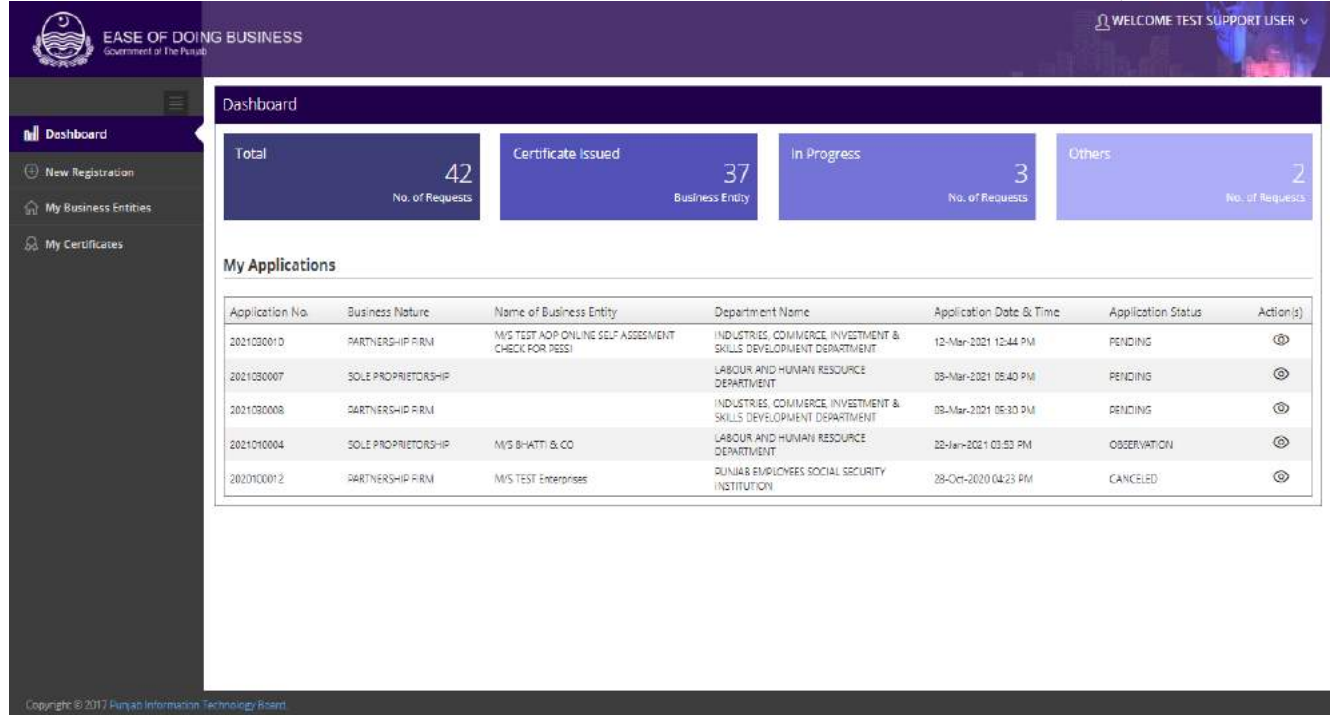 EASE OF DOING BUSINESS
Government of The Punjab
WELCOME TEST SUPPORT USER
Dashboard
New Registration
My Business Entities
My Certificates
Dashboard
Total
42
No. of Requests
Certificate Issued
37
Business Entity
In Progress
3
No. of Requests
Others
2
No. of Requests
My Applications
Application No. Business Nature Name of Business Entity Department Name Application Date & Time Application Status Action(s)
2021030010 PARTNERSHIP FIRM M/S TEST AOP ONLINE SELF ASSESMENT CHECK FOR PESSI INDUSTRIES, COMMERCE, INVESTMENT & SKILLS DEVELOPMENT DEPARTMENT 12-Mar-2021 12:44 PM PENDING
2021030007 SOLE PROPRIETORSHIP LABOUR AND HUMAN RESOURCE DEPARTMENT 03-Mar-2021 05:40 PM PENDING
2021030008 PARTNERSHIP FIRM INDUSTRIES, COMMERCE, INVESTMENT & SKILLS DEVELOPMENT DEPARTMENT 03-Mar-2021 05:30 PM PENDING
2021010004 SOLE PROPRIETORSHIP M/S BHATTI & CO LABOUR AND HUMAN RESOURCE DEPARTMENT 22-Jan-2021 03:53 PM OBSERVATION
2020100012 PARTNERSHIP FIRM M/S TEST Enterprises PUNJAB EMPLOYEES SOCIAL SECURITY INSTITUTION 28-Oct-2020 04:23 PM CANCELED
Copyright © 2017 Punjab Information Technology Board.